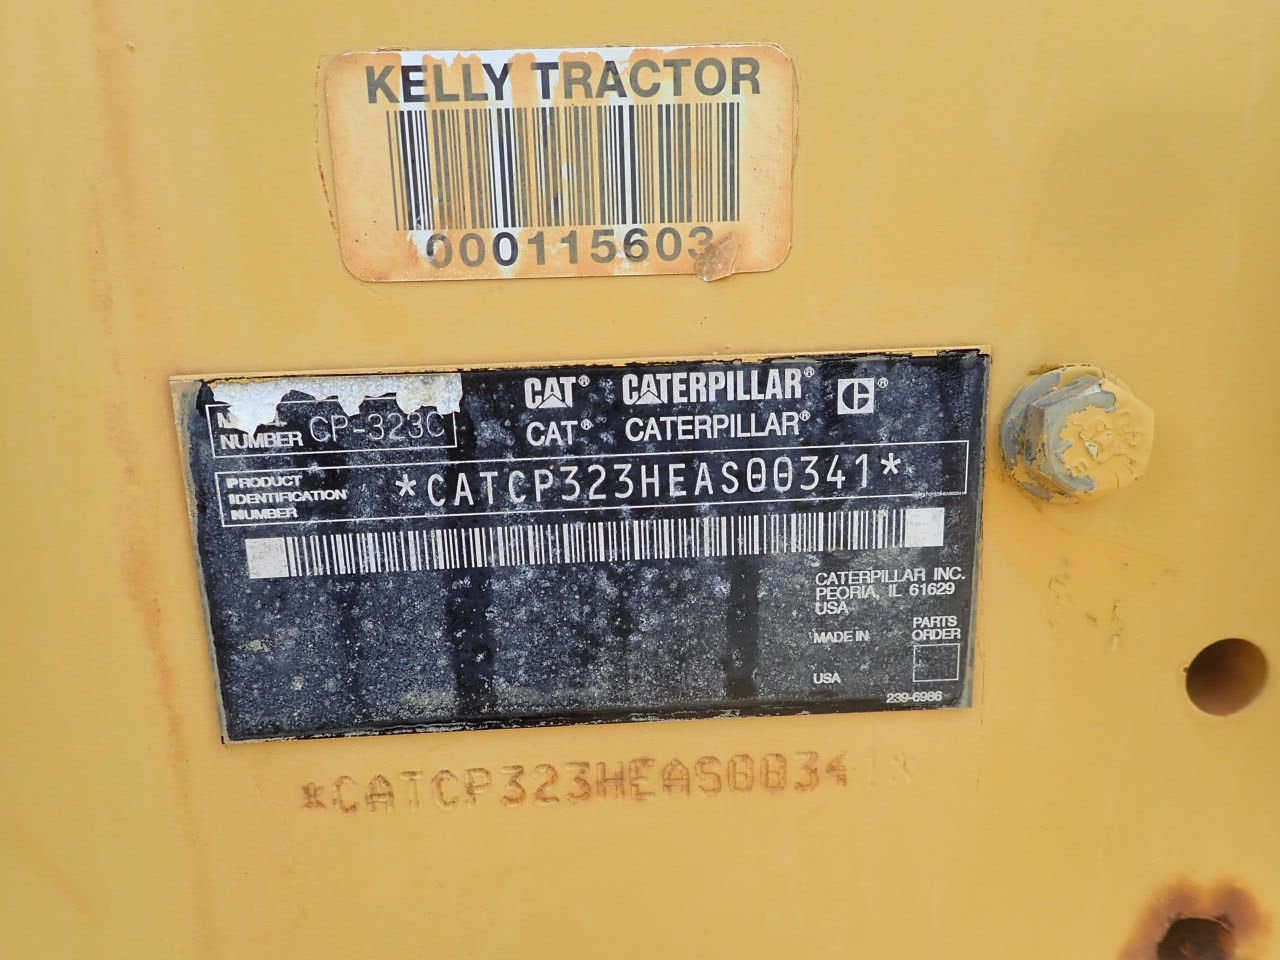 KELLY TRACTOR
000115603
CAT® CATERPILLAR®
CAT® CATERPILLAR®
NUMBER CP-323C
PRODUCT
IDENTIFICATION
NUMBER
*CATCP323HEAS00341*
CATERPILLAR INC.
PEORIA, IL 61629
USA
MADE IN
USA
PARTS
ORDER
239-6986
*CATCP323HEAS00341*